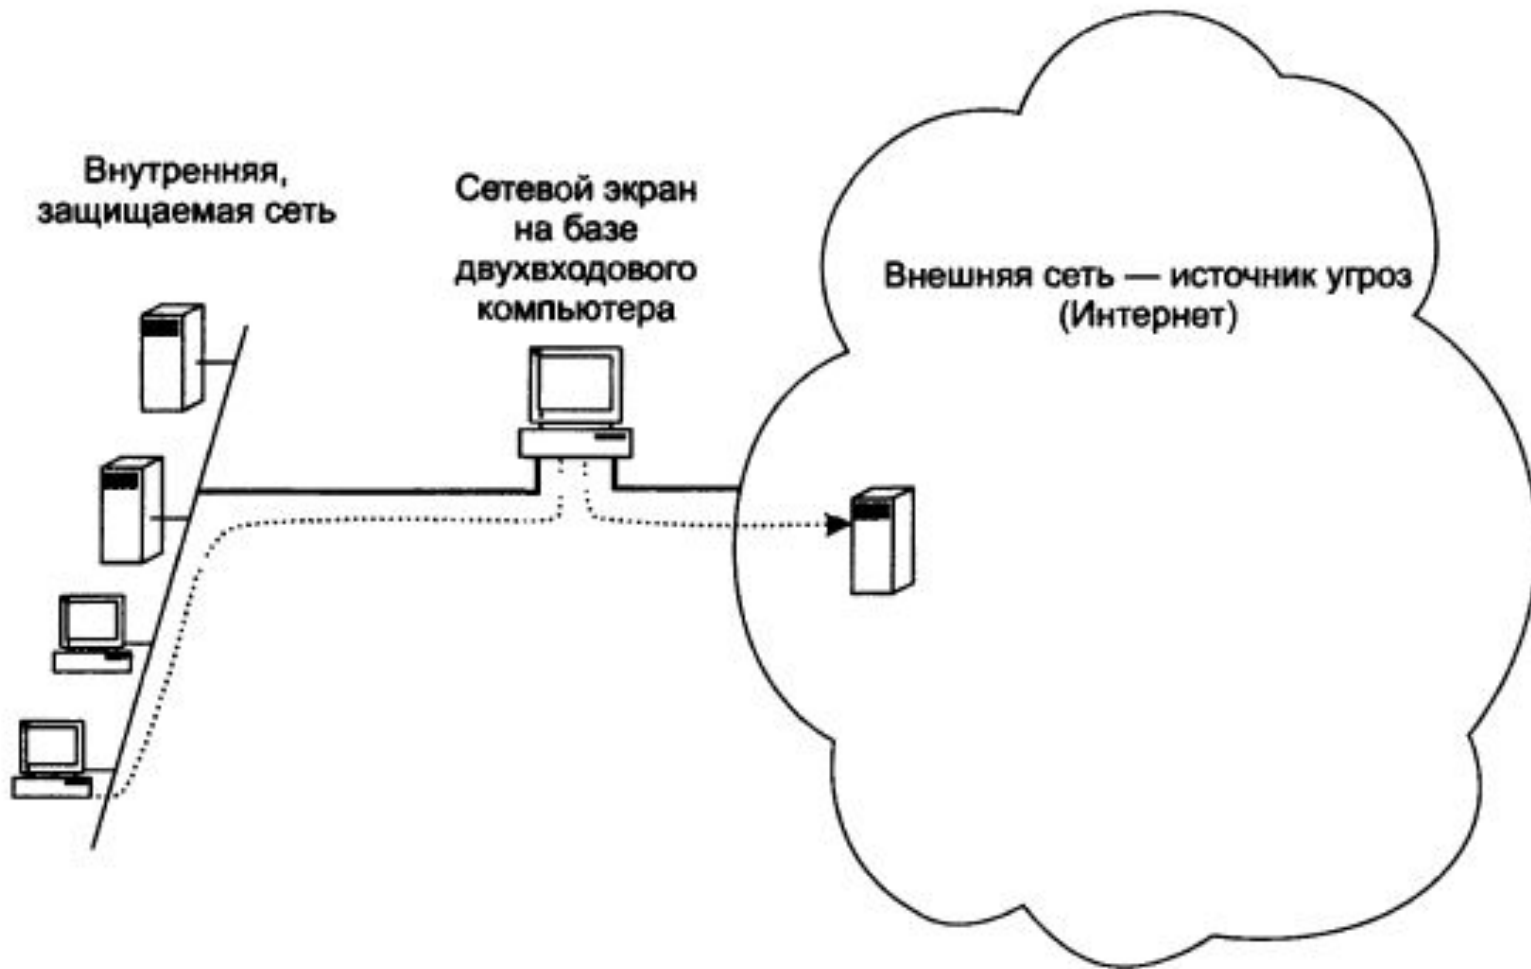 Внутренняя,
защищаемая сеть
Сетевой экран
на базе
двухвходового
компьютера
Внешняя сеть — источник угроз
(Интернет)